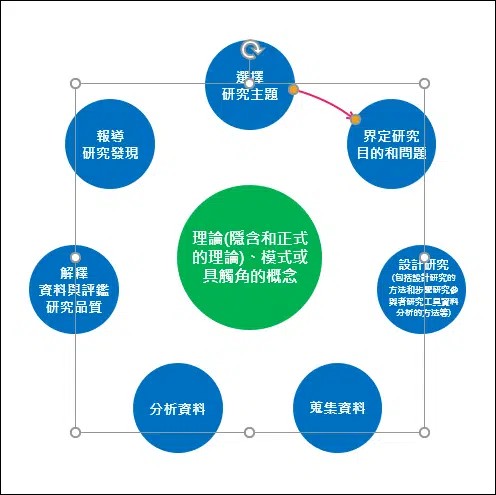 選擇
研究主題
界定研究
目的和問題
設計研究
(包括設計研究的
方法和步驟研究參
與者研究工具資料
分析的方法等)
蒐集資料
分析資料
解釋
資料與評鑑
研究品質
報導
研究發現
理論(隱含和正式
的理論)、模式或
具觸角的概念